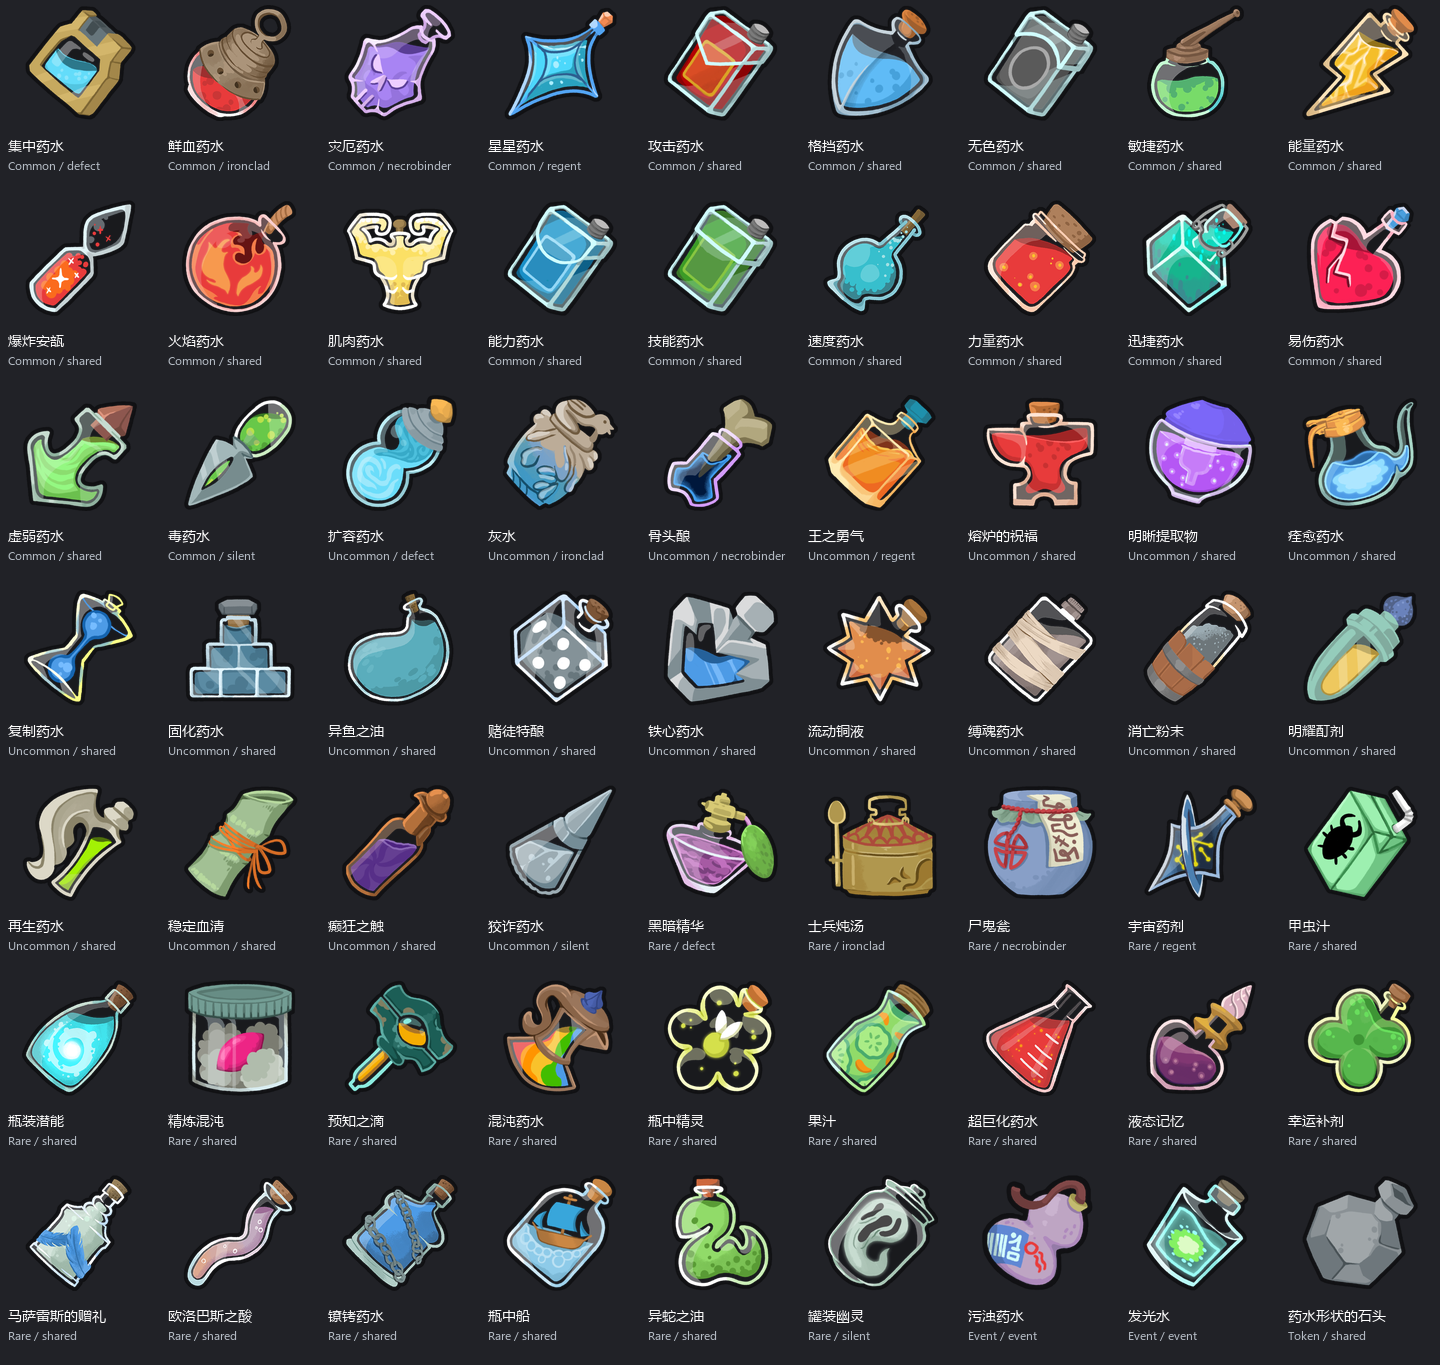 集中药水
Common / defect
鲜血药水
Common / ironclad
灾厄药水
Common / necrobinder
星星药水
Common / regent
攻击药水
Common / shared
格挡药水
Common / shared
无色药水
Common / shared
敏捷药水
Common / shared
能量药水
Common / shared
爆炸安瓿
Common / shared
火焰药水
Common / shared
肌肉药水
Common / shared
能力药水
Common / shared
技能药水
Common / shared
速度药水
Common / shared
力量药水
Common / shared
迅捷药水
Common / shared
易伤药水
Common / shared
虚弱药水
Common / shared
毒药水
Common / silent
扩容药水
Uncommon / defect
灰水
Uncommon / ironclad
骨头酿
Uncommon / necrobinder
王之勇气
Uncommon / regent
熔炉的祝福
Uncommon / shared
明晰提取物
Uncommon / shared
痊愈药水
Uncommon / shared
复制药水
Uncommon / shared
固化药水
Uncommon / shared
异鱼之油
Uncommon / shared
赌徒特酿
Uncommon / shared
铁心药水
Uncommon / shared
流动铜液
Uncommon / shared
缚魂药水
Uncommon / shared
消亡粉末
Uncommon / shared
明耀酊剂
Uncommon / shared
再生药水
Uncommon / shared
稳定血清
Uncommon / shared
癫狂之触
Uncommon / shared
狡诈药水
Uncommon / silent
黑暗精华
Rare / defect
士兵炖汤
Rare / ironclad
尸鬼瓮
Rare / necrobinder
宇宙药剂
Rare / regent
甲虫汁
Rare / shared
瓶装潜能
Rare / shared
精炼混沌
Rare / shared
预知之滴
Rare / shared
混沌药水
Rare / shared
瓶中精灵
Rare / shared
果汁
Rare / shared
超巨化药水
Rare / shared
液态记忆
Rare / shared
幸运补剂
Rare / shared
马萨雷斯的赠礼
Rare / shared
欧洛巴斯之酸
Rare / shared
镣铐药水
Rare / shared
瓶中船
Rare / shared
异蛇之油
Rare / shared
罐装幽灵
Rare / silent
污浊药水
Event / event
发光水
Event / event
药水形状的石头
Token / shared